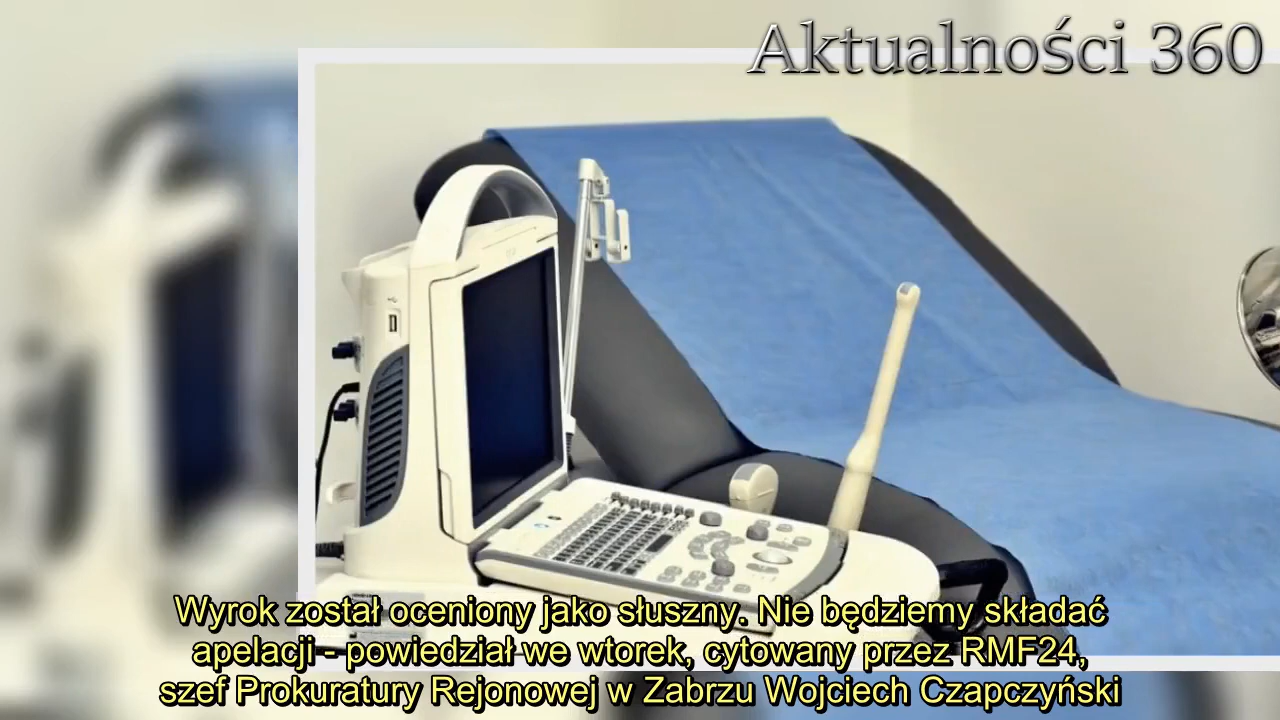 Aktualności 360
Wyrok został oceniony jako słuszny. Nie będziemy składać
apelacji - powiedział we wtorek, cytowany przez RMF24,
szef Prokuratury Rejonowej w Zabrzu Wojciech Czapczyński